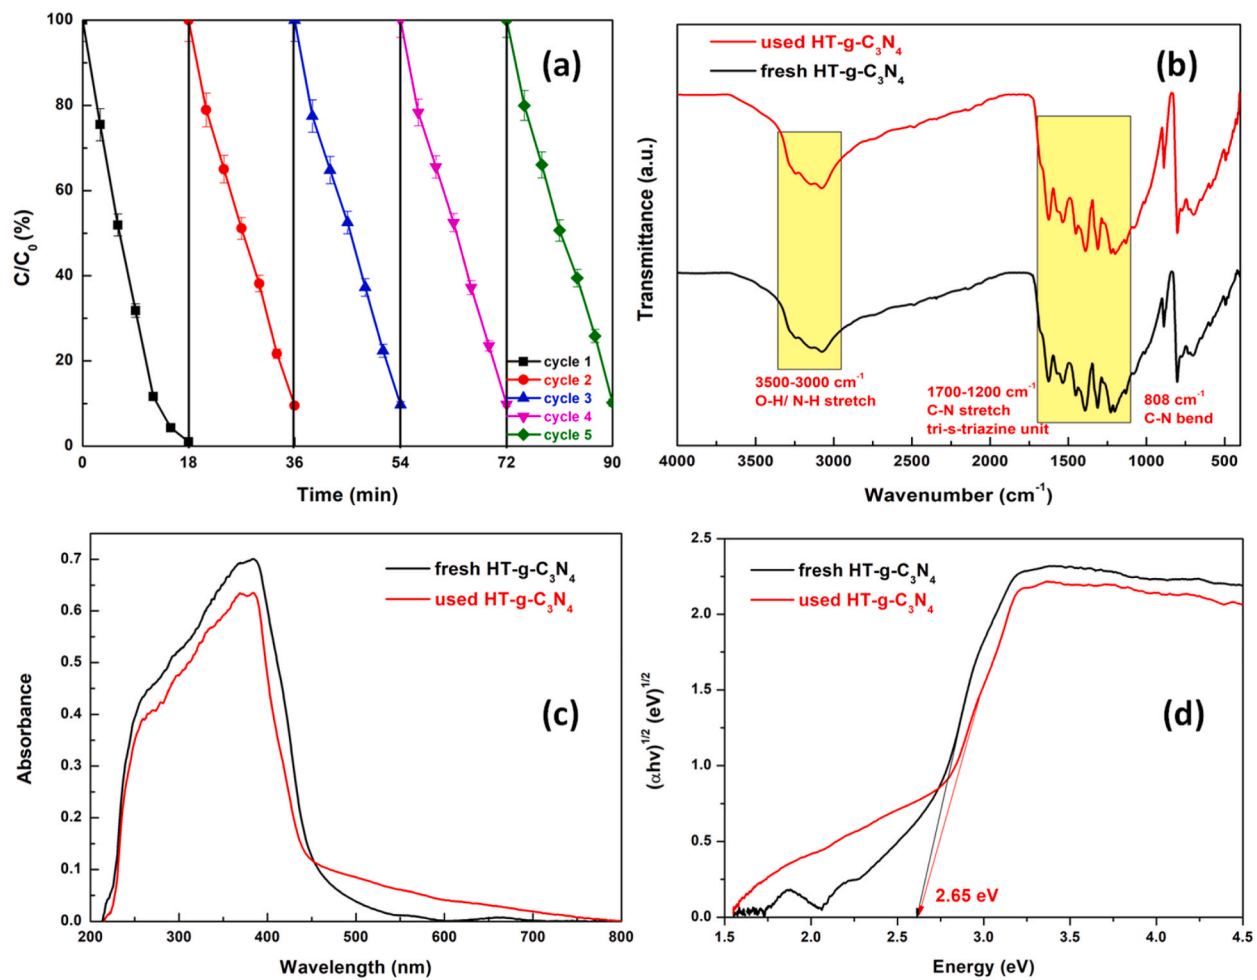 (a)
100
80
60
40
20
0
C/C0 (%)
cycle 1
cycle 2
cycle 3
cycle 4
cycle 5
0 18 36 54 72 90
Time (min)
used HT-g-C3N4
fresh HT-g-C3N4
(b)
Transmittance (a.u.)
3500-3000 cm-1
O-H/ N-H stretch
1700-1200 cm-1
C-N stretch
tri-s-triazine unit
808 cm-1
C-N bend
4000 3500 3000 2500 2000 1500 1000 500
Wavenumber (cm-1)
0.7
0.6
0.5
0.4
0.3
0.2
0.1
0.0
Absorbance
fresh HT-g-C3N4
used HT-g-C3N4
(c)
200 300 400 500 600 700 800
Wavelength (nm)
2.5
2.0
1.5
1.0
0.5
0.0
(αhv)1/2 (eV)1/2
fresh HT-g-C3N4
used HT-g-C3N4
(d)
2.65 eV
1.5 2.0 2.5 3.0 3.5 4.0 4.5
Energy (eV)